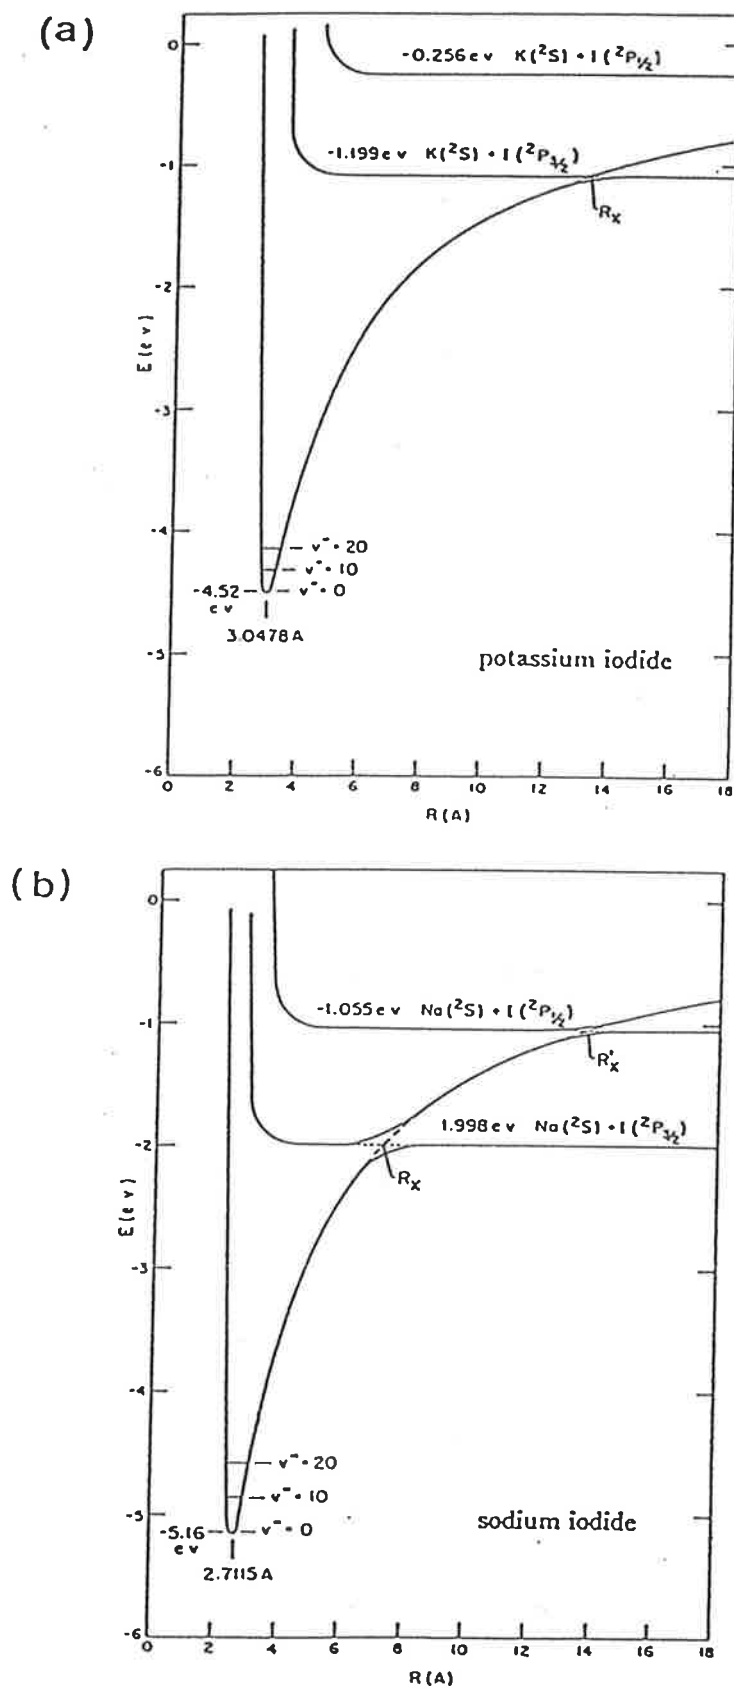 (a)
0
-0.256 ev K(²S) + I(²P½)
-1.199 ev K(²S) + I(²P3/2)
-1
Rx
-2
E(ev)
-3
-4
v″ = 20
v″ = 10
-4.52 v″ = 0
ev
3.0478 A
-5
potassium iodide
-6
0 2 4 6 8 10 12 14 16 18
R(A)
(b)
0
-1.055 ev Na(²S) + I(²P½)
-1
R'x
1.998 ev Na(²S) + I(²P3/2)
-2
Rx
E(ev)
-3
-4
v″ = 20
v″ = 10
-5
-5.16 v″ = 0
ev
sodium iodide
2.7115 A
-6
0 2 4 6 8 10 12 14 16 18
R(A)